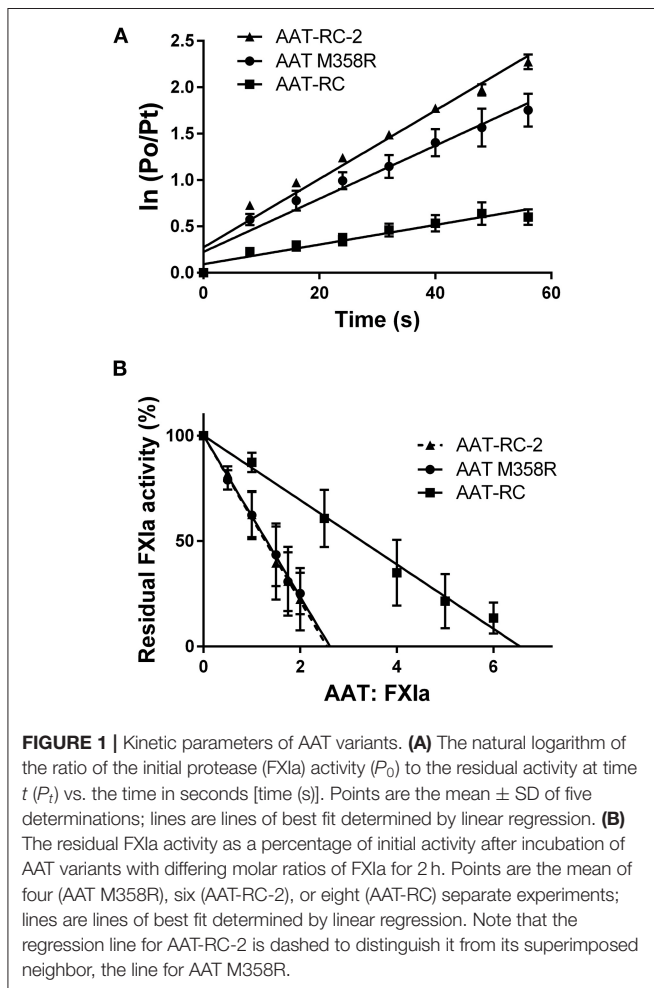 A
AAT-RC-2
AAT M358R
AAT-RC
2.5
2.0
1.5
1.0
0.5
0.0
ln (Po/Pt)
0 20 40 60
Time (s)
B
AAT-RC-2
AAT M358R
AAT-RC
100
50
0
Residual FXIa activity (%)
0 2 4 6
AAT: FXIa
FIGURE 1 | Kinetic parameters of AAT variants. (A) The natural logarithm of
the ratio of the initial protease (FXIa) activity (P0) to the residual activity at time
t (Pt) vs. the time in seconds [time (s)]. Points are the mean ± SD of five
determinations; lines are lines of best fit determined by linear regression. (B)
The residual FXIa activity as a percentage of initial activity after incubation of
AAT variants with differing molar ratios of FXIa for 2 h. Points are the mean of
four (AAT M358R), six (AAT-RC-2), or eight (AAT-RC) separate experiments;
lines are lines of best fit determined by linear regression. Note that the
regression line for AAT-RC-2 is dashed to distinguish it from its superimposed
neighbor, the line for AAT M358R.